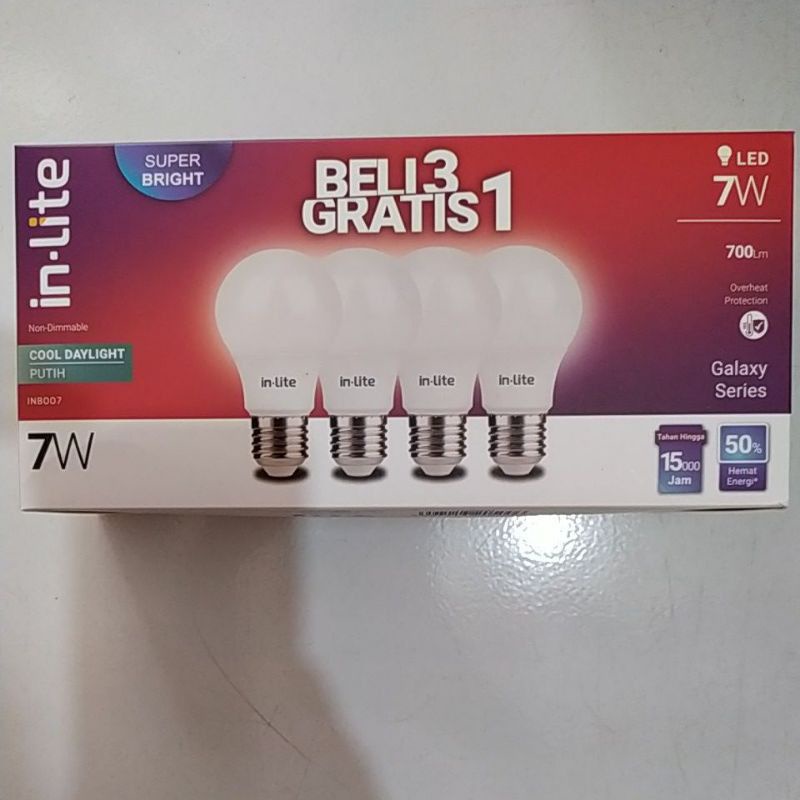 in·lite
SUPER
BRIGHT
BELI 3
GRATIS 1
LED
7W
700Lm
Overheat
Protection
Galaxy
Series
Non-Dimmable
COOL DAYLIGHT
PUTIH
INB007
in·lite
in·lite
in·lite
in·lite
7W
Tahan Hingga
15000
Jam
50%
Hemat
Energi*